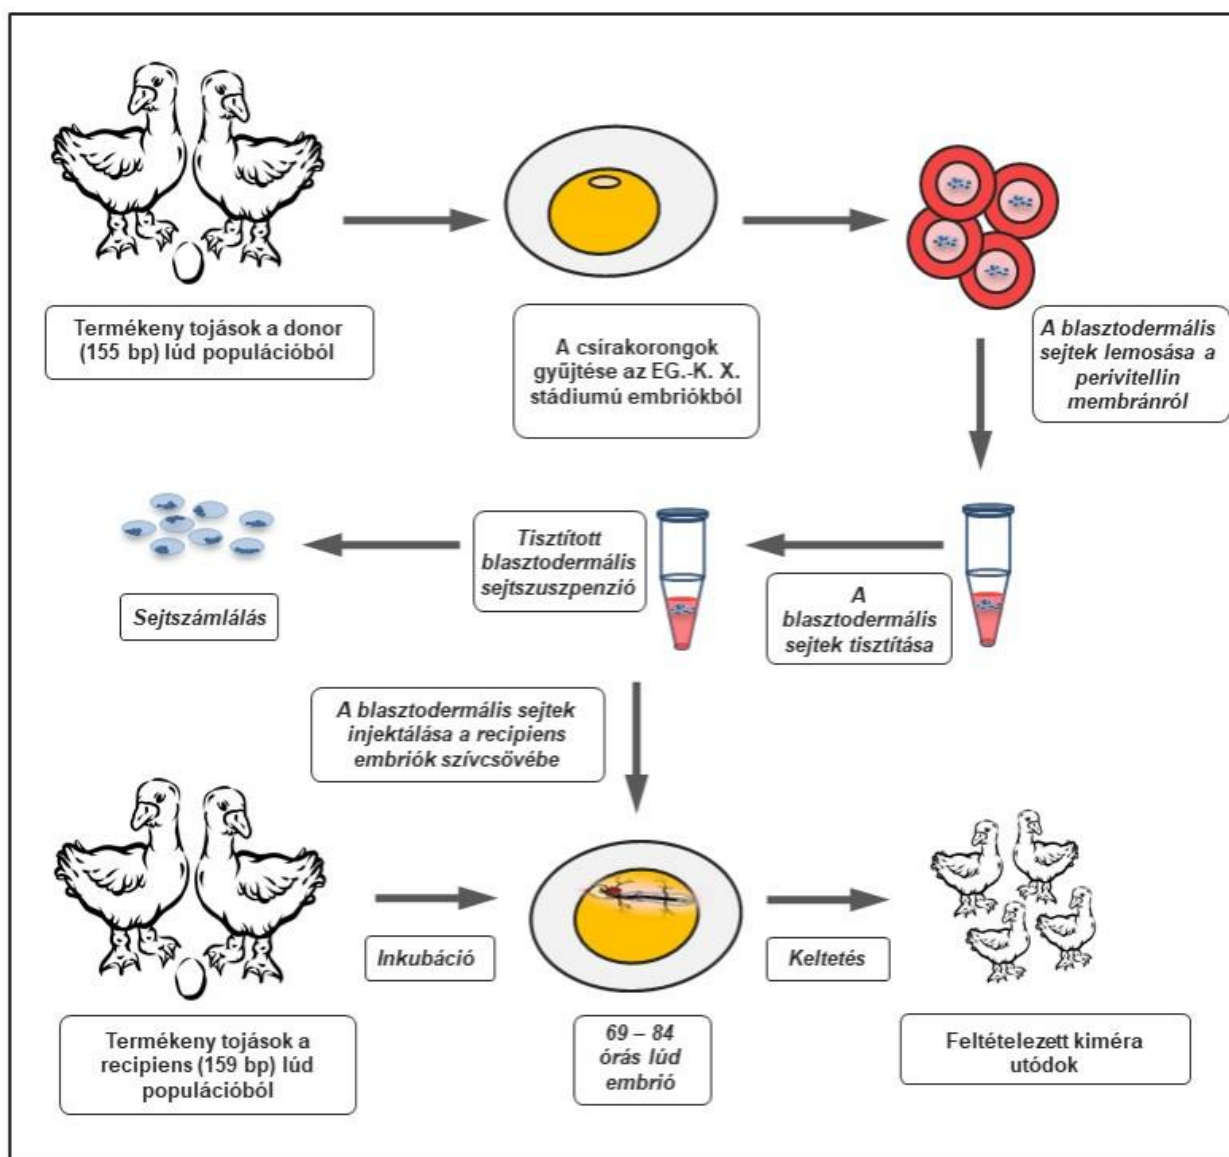 Termékeny tojások a donor
(155 bp) lúd populációból
A csírakorongok
gyűjtése az EG.-K. X.
stádiumú embriókból
A blasztodermális
sejtek lemosása a
perivitellin
membránról
Sejtszámlálás
Tisztított
blasztodermális
sejtszuszpenzió
A
blasztodermális
sejtek tisztítása
A blasztodermális sejtek
injektálása a recipiens
embriók szívcsövébe
Inkubáció
Keltetés
Termékeny tojások a
recipiens (159 bp) lúd
populációból
69 – 84
órás lúd
embrió
Feltételezett kiméra
utódok